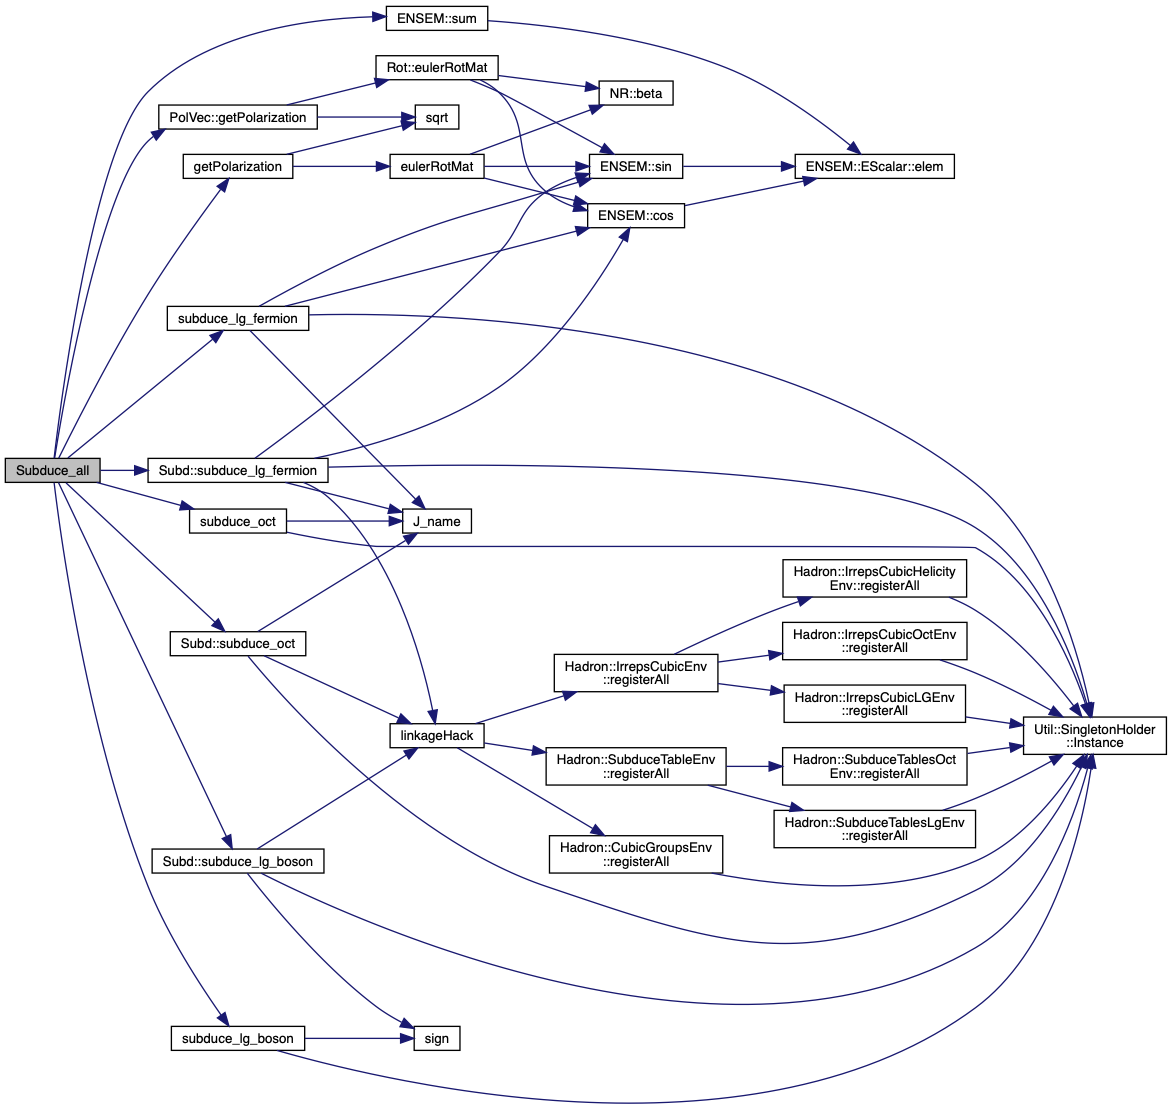 ENSEM::sum
Rot::eulerRotMat
NR::beta
PolVec::getPolarization
sqrt
getPolarization
eulerRotMat
ENSEM::sin
ENSEM::EScalar::elem
ENSEM::cos
subduce_lg_fermion
Subduce_all
Subd::subduce_lg_fermion
subduce_oct
J_name
Hadron::IrrepsCubicHelicity
Env::registerAll
Subd::subduce_oct
Hadron::IrrepsCubicOctEnv
::registerAll
Hadron::IrrepsCubicEnv
::registerAll
Hadron::IrrepsCubicLGEnv
::registerAll
linkageHack
Util::SingletonHolder
::Instance
Hadron::SubduceTableEnv
::registerAll
Hadron::SubduceTablesOct
Env::registerAll
Hadron::SubduceTablesLgEnv
::registerAll
Hadron::CubicGroupsEnv
::registerAll
Subd::subduce_lg_boson
subduce_lg_boson
sign